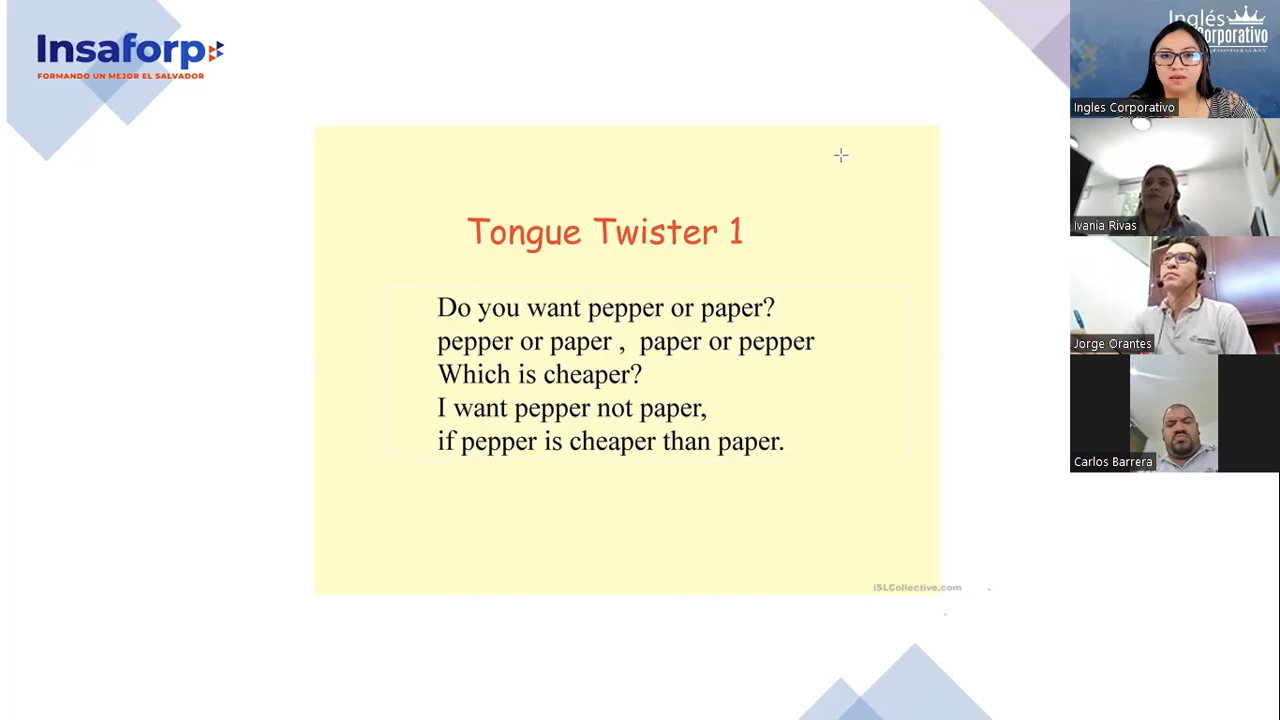 Insaforp
FORMANDO UN MEJOR EL SALVADOR
Tongue Twister 1
Do you want pepper or paper?
pepper or paper , paper or pepper
Which is cheaper?
I want pepper not paper,
if pepper is cheaper than paper.
iSLCollective.com
Inglés
Corporativo
Ingles Corporativo
Ivania Rivas
Jorge Orantes
Carlos Barrera